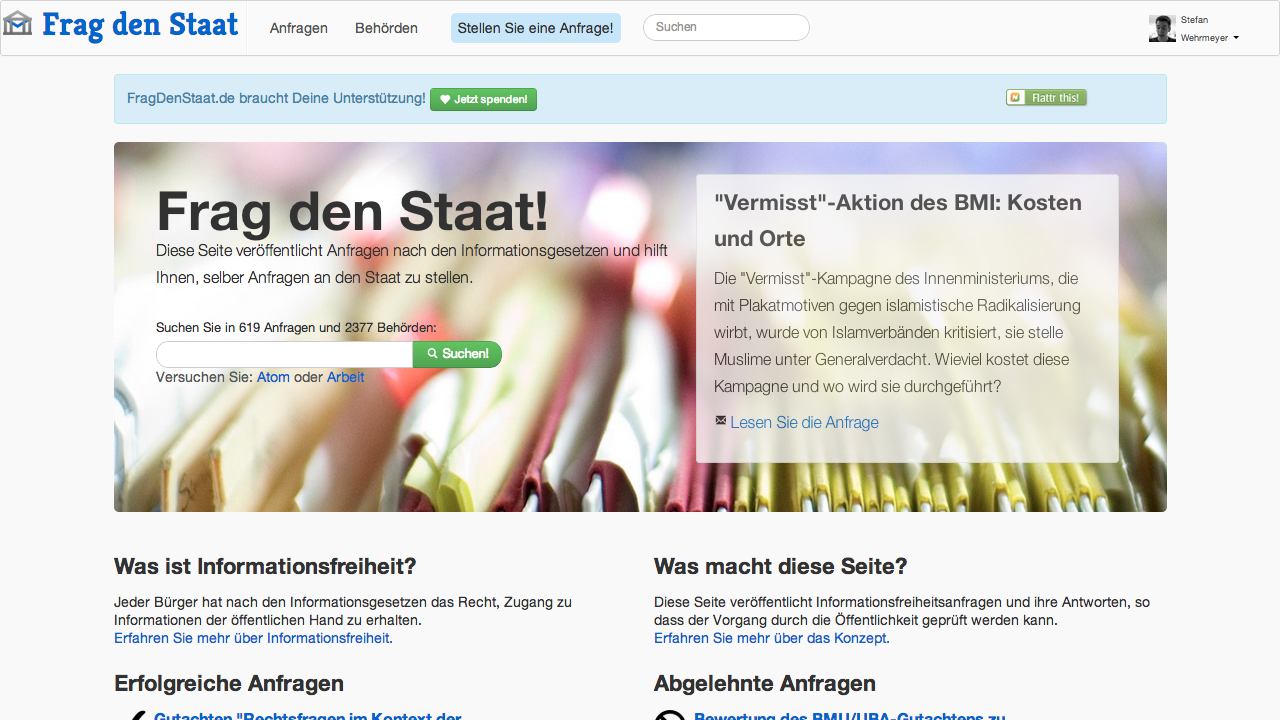 Frag den Staat
Anfragen
Behörden
Stellen Sie eine Anfrage!
Suchen
Stefan
Wehrmeyer
FragDenStaat.de braucht Deine Unterstützung!
Jetzt spenden!
Flattr this!
Frag den Staat!
Diese Seite veröffentlicht Anfragen nach den Informationsgesetzen und hilft
Ihnen, selber Anfragen an den Staat zu stellen.
Suchen Sie in 619 Anfragen und 2377 Behörden:
Suchen!
Versuchen Sie: Atom oder Arbeit
"Vermisst"-Aktion des BMI: Kosten
und Orte
Die "Vermisst"-Kampagne des Innenministeriums, die
mit Plakatmotiven gegen islamistische Radikalisierung
wirbt, wurde von Islamverbänden kritisiert, sie stelle
Muslime unter Generalverdacht. Wieviel kostet diese
Kampagne und wo wird sie durchgeführt?
Lesen Sie die Anfrage
Was ist Informationsfreiheit?
Jeder Bürger hat nach den Informationsgesetzen das Recht, Zugang zu
Informationen der öffentlichen Hand zu erhalten.
Erfahren Sie mehr über Informationsfreiheit.
Was macht diese Seite?
Diese Seite veröffentlicht Informationsfreiheitsanfragen und ihre Antworten, so
dass der Vorgang durch die Öffentlichkeit geprüft werden kann.
Erfahren Sie mehr über das Konzept.
Erfolgreiche Anfragen
Gutachten "Rechtsfragen im Kontext der
Abgelehnte Anfragen
Bewertung des BMU/UBA-Gutachtens zu